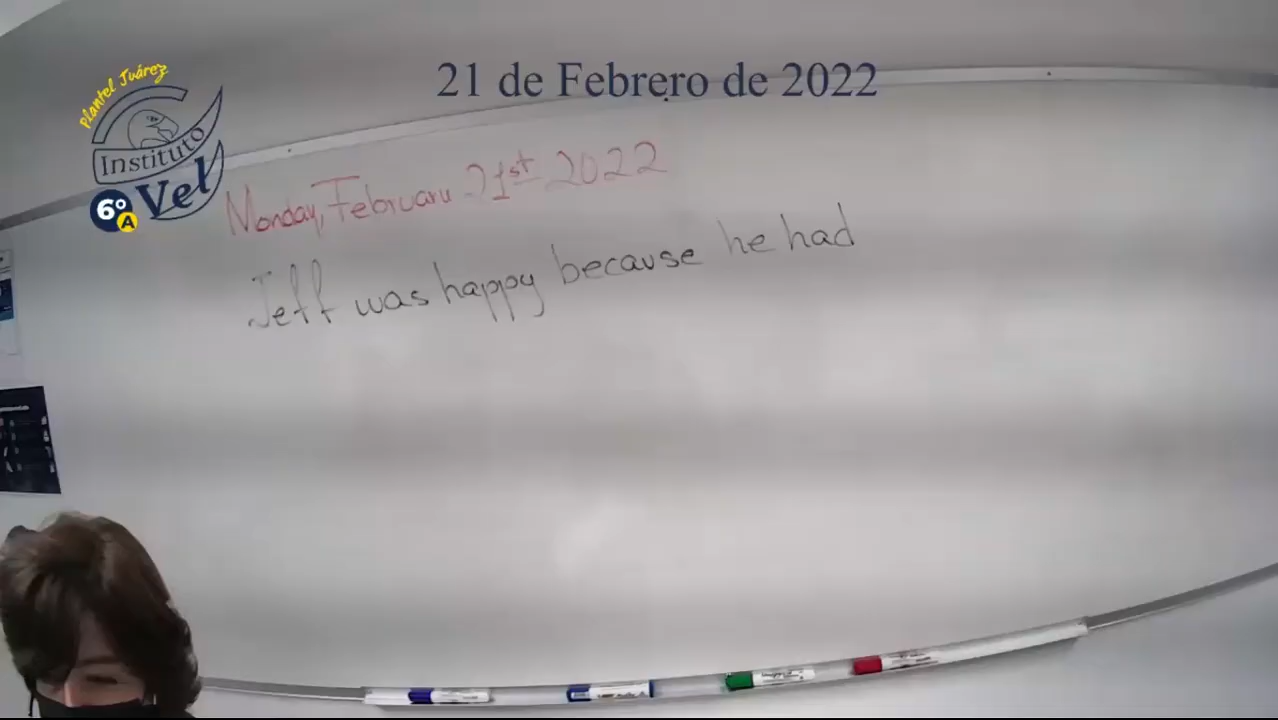 21 de Febrero de 2022
Plantel Juárez
Instituto
Vel
6º
A
Monday, February 21st 2022
Jeff was happy because he had